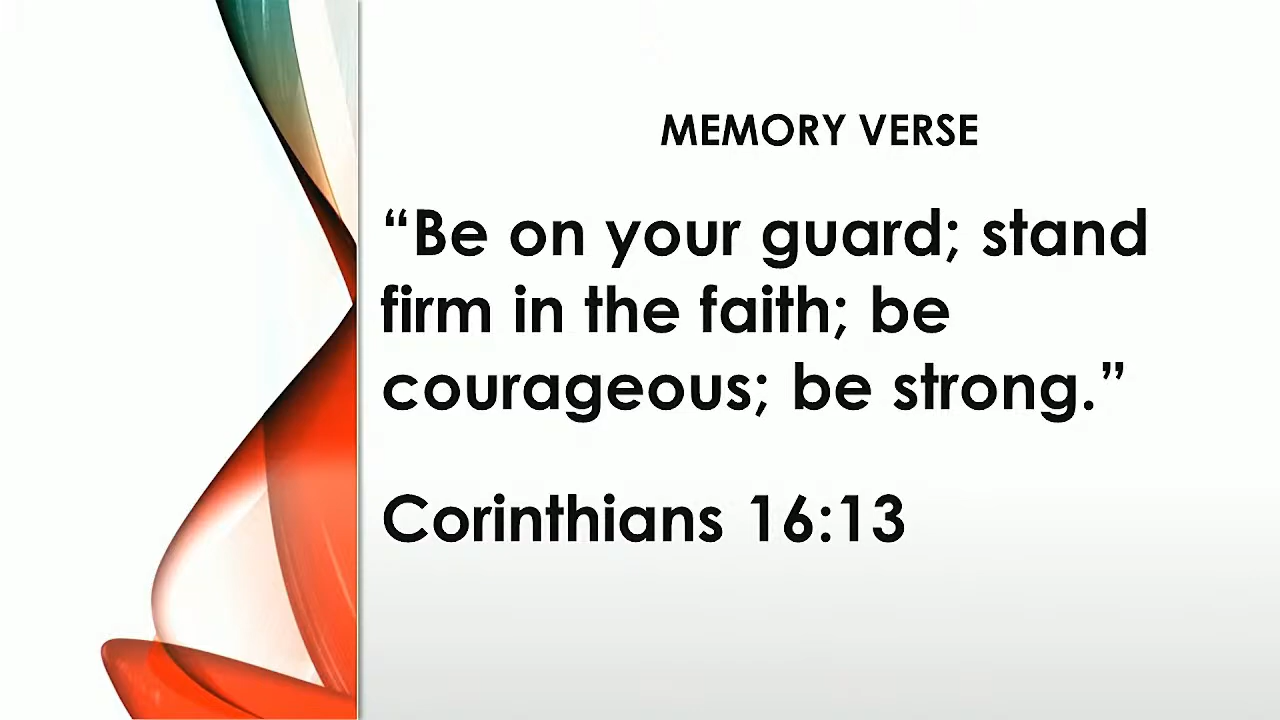 MEMORY VERSE
“Be on your guard; stand
firm in the faith; be
courageous; be strong.”
Corinthians 16:13